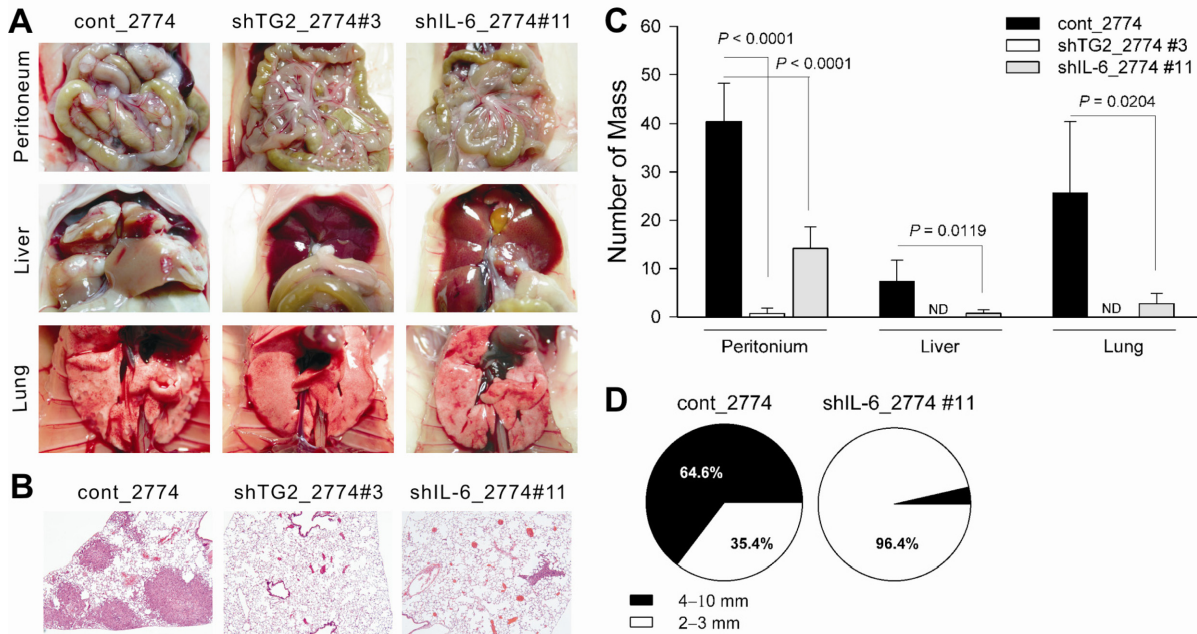 A
cont_2774 shTG2_2774#3 shIL-6_2774#11
Peritoneum
Liver
Lung
B
cont_2774 shTG2_2774#3 shIL-6_2774#11
C
cont_2774
shTG2_2774 #3
shIL-6_2774 #11
Number of Mass
60
50
40
30
20
10
0
P < 0.0001
P < 0.0001
P = 0.0119
P = 0.0204
ND
ND
Peritonium Liver Lung
D
cont_2774 shIL-6_2774 #11
64.6%
35.4% 96.4%
4–10 mm
2–3 mm